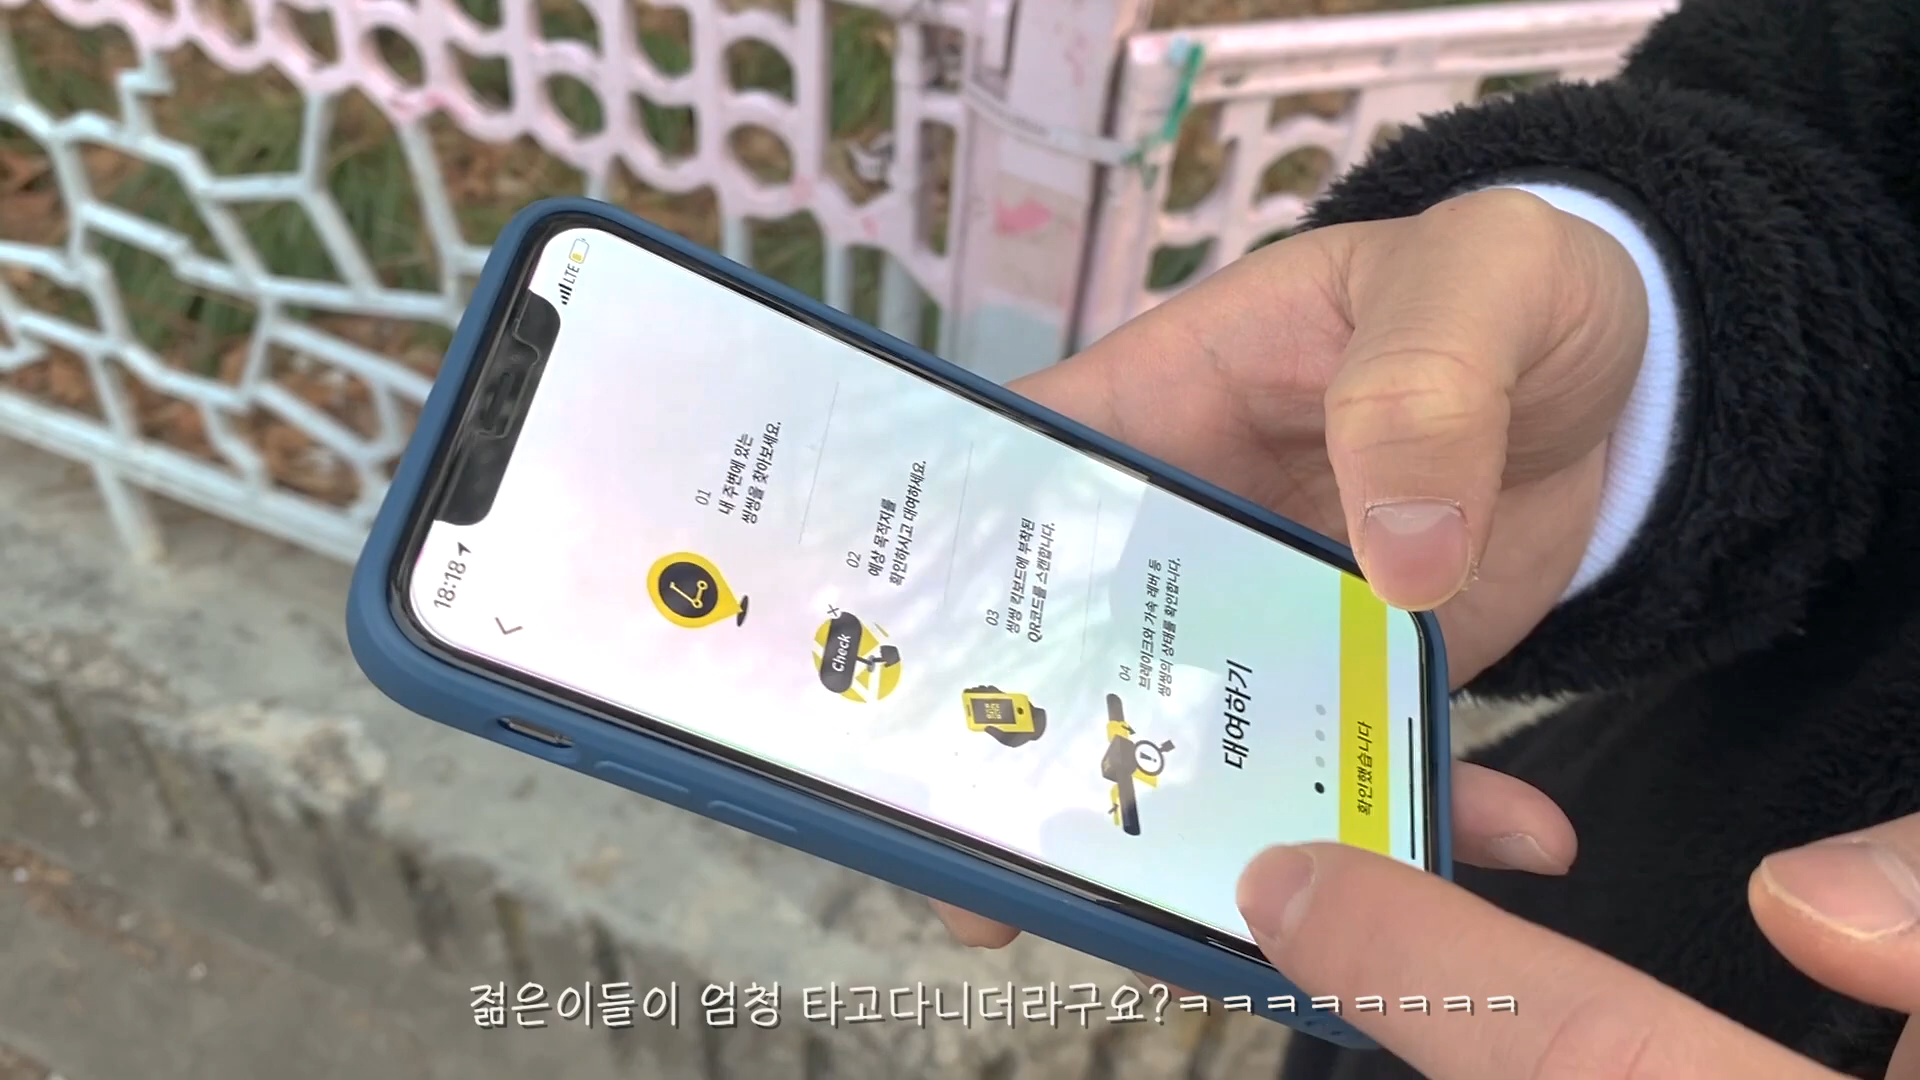 18:18
LTE
01
내 주변에 있는
씽씽을 찾아보세요.
02
예상 목적지를
확인하시고 대여하세요.
Check
03
씽씽 킥보드에 부착된
QR코드를 스캔합니다.
04
브레이크와 가속 레버 등
씽씽의 상태를 확인합니다.
대여하기
확인했습니다
젊은이들이 엄청 타고다니더라구요?ㅋㅋㅋㅋㅋㅋㅋㅋ